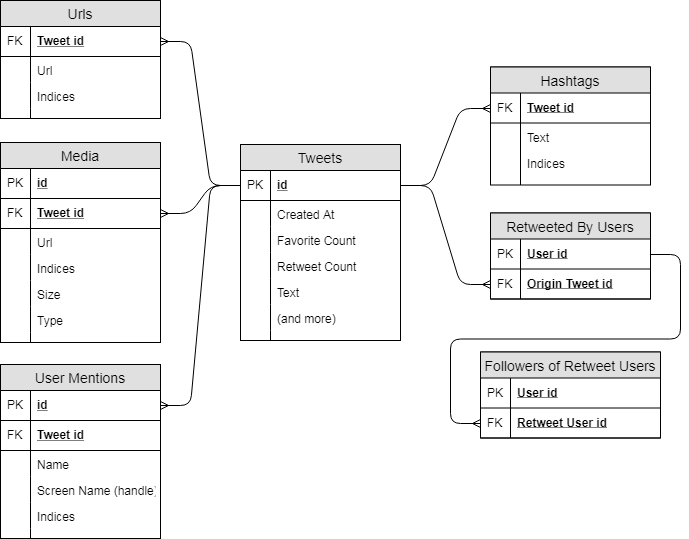 Urls
FK Tweet id
Url
Indices
Media
PK id
FK Tweet id
Url
Indices
Size
Type
User Mentions
PK id
FK Tweet id
Name
Screen Name (handle)
Indices
Tweets
PK id
Created At
Favorite Count
Retweet Count
Text
(and more)
Hashtags
FK Tweet id
Text
Indices
Retweeted By Users
PK User id
FK Origin Tweet id
Followers of Retweet Users
PK User id
FK Retweet User id